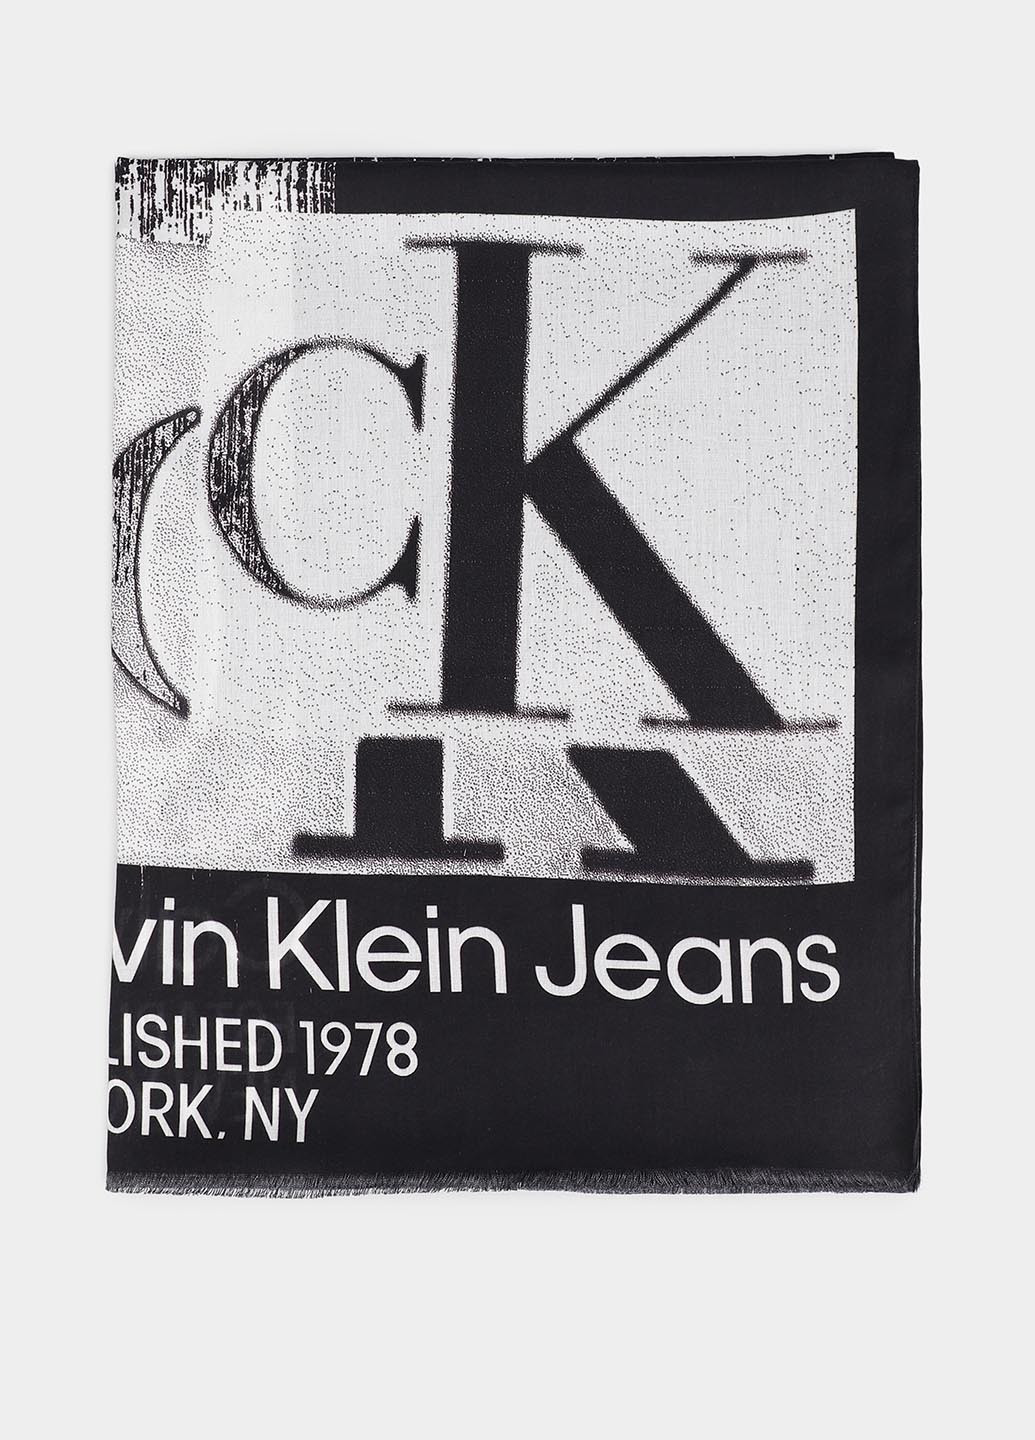 CK
vin Klein Jeans
LISHED 1978
ORK, NY